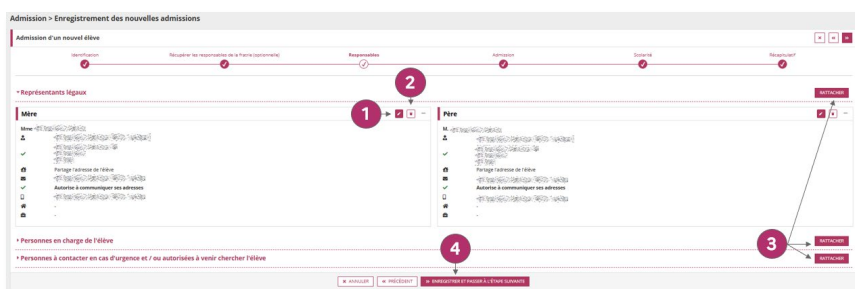 Admission > Enregistrement des nouvelles admissions
Admission d'un nouvel élève
Identification
Récupérer les responsables de la fratrie (optionnelle)
Responsables
Admission
Scolarité
Récapitulatif
2
Représentants légaux
RATTACHER
Mère
1
Père
Mme
M.
Partage l'adresse de l'élève
Partage l'adresse de l'élève
Autorise à communiquer ses adresses
Autorise à communiquer ses adresses
Personnes en charge de l'élève
3
RATTACHER
4
Personnes à contacter en cas d'urgence et / ou autorisées à venir chercher l'élève
RATTACHER
ANNULER
PRÉCÉDENT
ENREGISTRER ET PASSER À L'ÉTAPE SUIVANTE